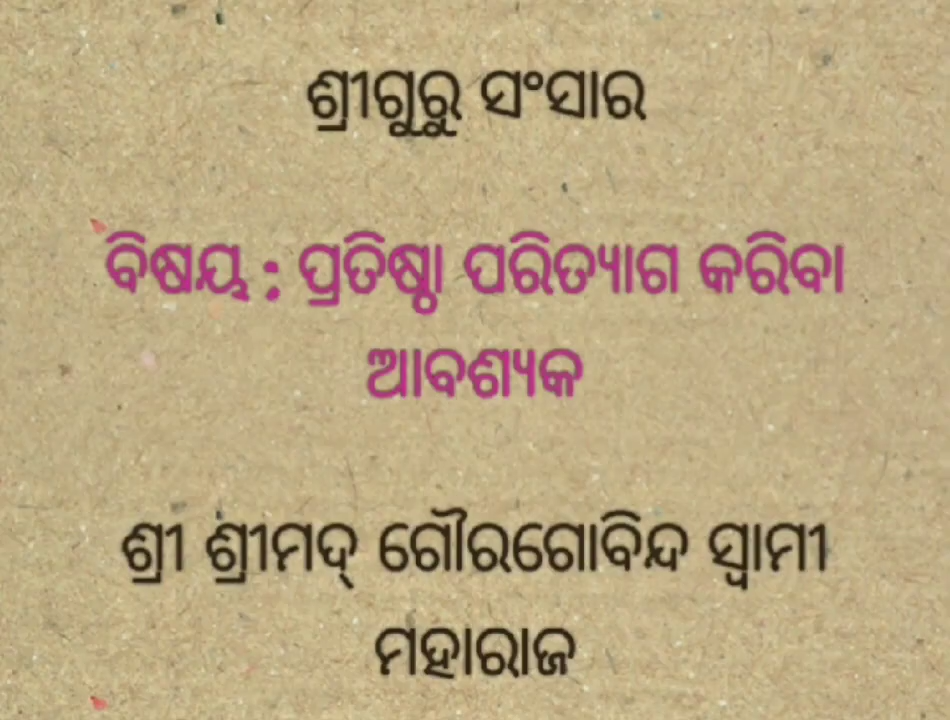 ଶ୍ରୀଗୁରୁ ସଂସାର
ବିଷୟ : ପ୍ରତିଷ୍ଠା ପରିତ୍ୟାଗ କରିବା
ଆବଶ୍ୟକ
ଶ୍ରୀ ଶ୍ରୀମଦ୍ ଗୌରଗୋବିନ୍ଦ ସ୍ୱାମୀ
ମହାରାଜ